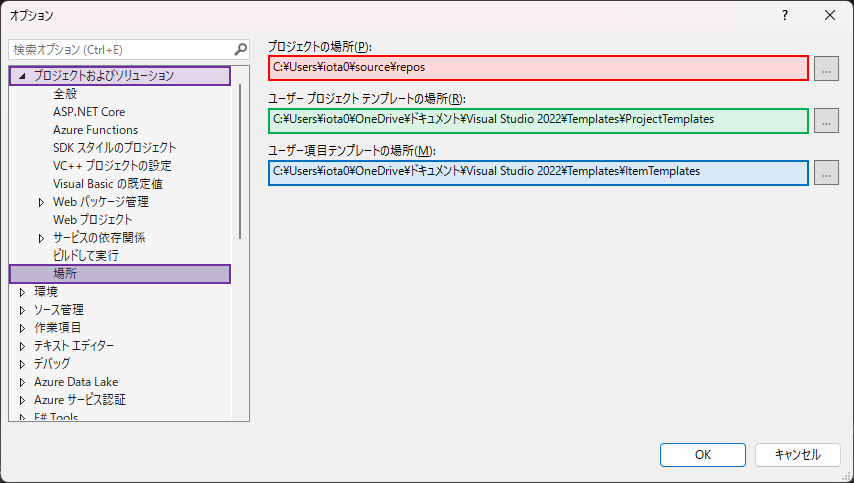 オプション
?
検索オプション (Ctrl+E)
プロジェクトおよびソリューション
全般
ASP.NET Core
Azure Functions
SDK スタイルのプロジェクト
VC++ プロジェクトの設定
Visual Basic の既定値
Web パッケージ管理
Web プロジェクト
サービスの依存関係
ビルドして実行
場所
環境
ソース管理
作業項目
テキスト エディター
デバッグ
Azure Data Lake
Azure サービス認証
F# Tools
プロジェクトの場所(P):
C:¥Users¥iota0¥source¥repos
...
ユーザー プロジェクト テンプレートの場所(R):
C:¥Users¥iota0¥OneDrive¥ドキュメント¥Visual Studio 2022¥Templates¥ProjectTemplates
...
ユーザー項目テンプレートの場所(M):
C:¥Users¥iota0¥OneDrive¥ドキュメント¥Visual Studio 2022¥Templates¥ItemTemplates
...
OK
キャンセル